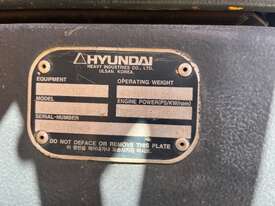 HYUNDAI
HEAVY INDUSTRIES CO., LTD.
ULSAN, KOREA
EQUIPMENT OPERATING WEIGHT
MODEL ENGINE POWER(PS/KW/rpm)
SERIAL-NUMBER
DO NOT DEFACE OR REMOVE THIS PLATE